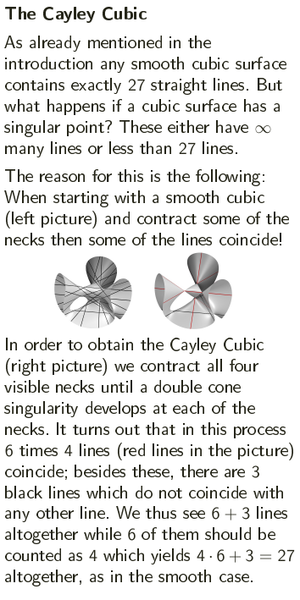 The Cayley Cubic
As already mentioned in the
introduction any smooth cubic surface
contains exactly 27 straight lines. But
what happens if a cubic surface has a
singular point? These either have ∞
many lines or less than 27 lines.
The reason for this is the following:
When starting with a smooth cubic
(left picture) and contract some of the
necks then some of the lines coincide!
In order to obtain the Cayley Cubic
(right picture) we contract all four
visible necks until a double cone
singularity develops at each of the
necks. It turns out that in this process
6 times 4 lines (red lines in the picture)
coincide; besides these, there are 3
black lines which do not coincide with
any other line. We thus see 6 + 3 lines
altogether while 6 of them should be
counted as 4 which yields 4 · 6 + 3 = 27
altogether, as in the smooth case.